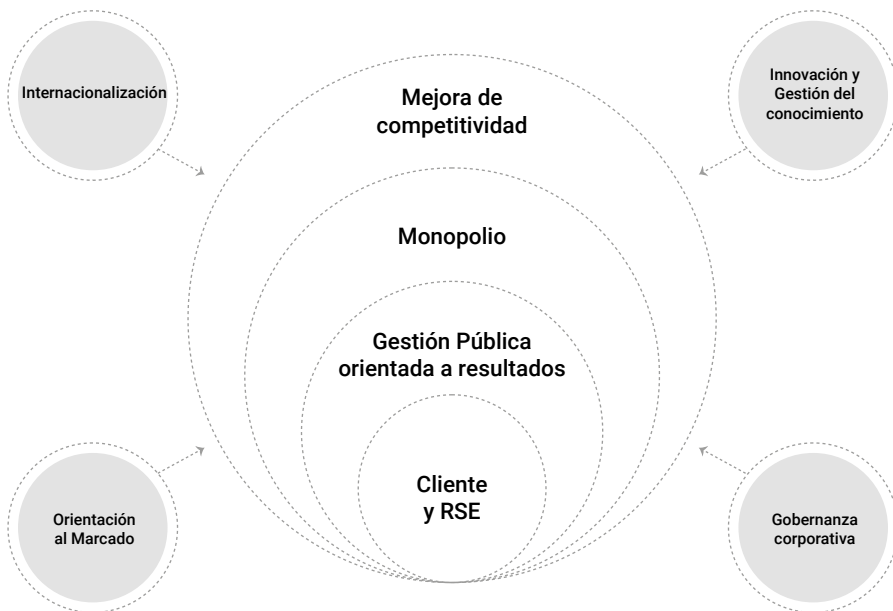 Internacionalización
Mejora de
competitividad
Innovación y
Gestión del
conocimiento
Monopolio
Gestión Pública
orientada a resultados
Cliente
y RSE
Orientación
al Marcado
Gobernanza
corporativa